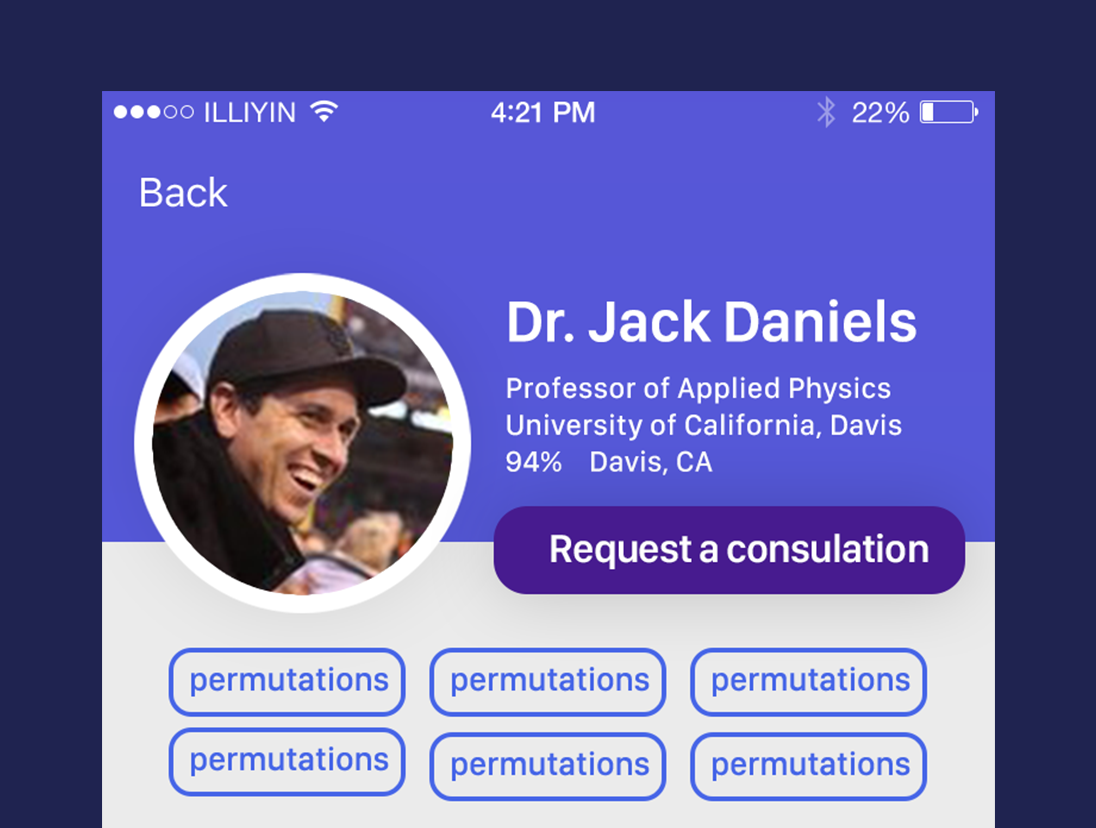 ILLIYIN 4:21 PM 22%
Back
Dr. Jack Daniels
Professor of Applied Physics
University of California, Davis
94% Davis, CA
Request a consulation
permutations permutations permutations
permutations permutations permutations